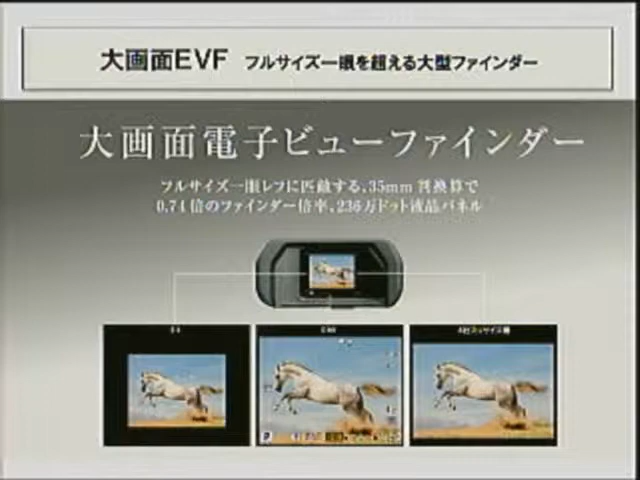 大画面EVF フルサイズ一眼を超える大型ファインダー
大画面電子ビューファインダー
フルサイズ一眼レフに匹敵する、35mm 判換算で
0.74 倍のファインダー倍率、236万ドット液晶パネル
P